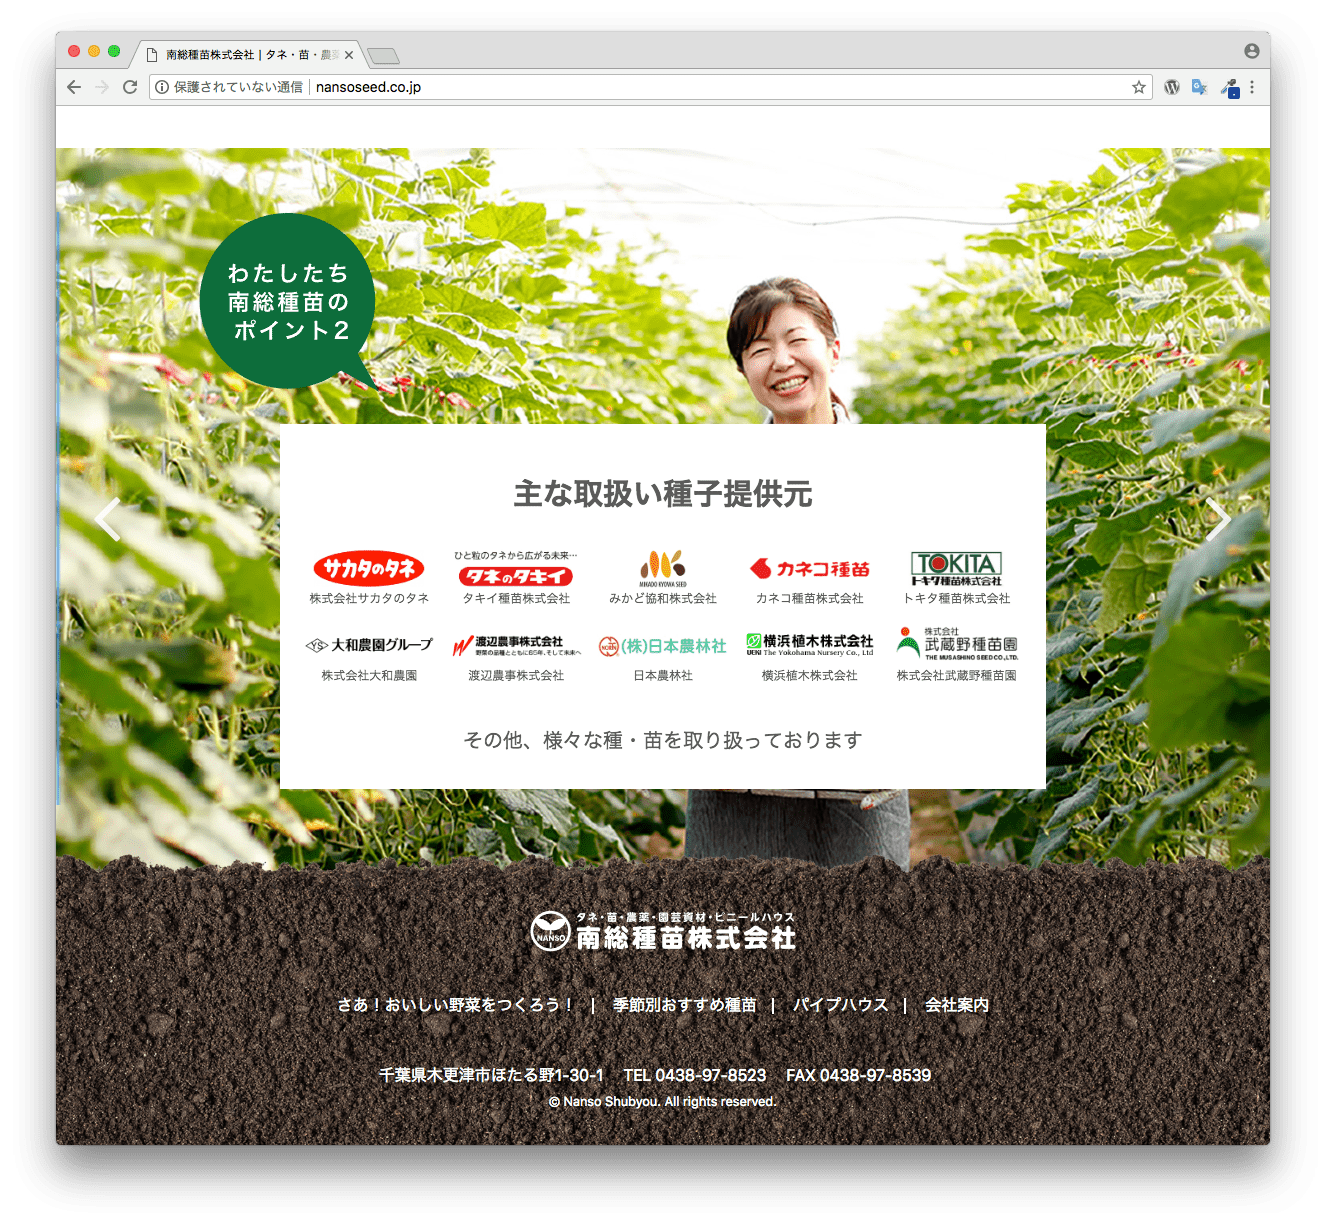 南総種苗株式会社 | タネ・苗・農
保護されていない通信 | nansoseed.co.jp
わたしたち
南総種苗の
ポイント2
主な取扱い種子提供元
サカタのタネ
株式会社サカタのタネ
ひと粒のタネから広がる未来…
タネのタキイ
タキイ種苗株式会社
MIKADO KYOWA SEED
みかど協和株式会社
カネコ種苗
カネコ種苗株式会社
TOKITA
トキタ種苗株式会社
トキタ種苗株式会社
YS 大和農園グループ
株式会社大和農園
渡辺農事株式会社
渡辺農事株式会社
NORIN (株)日本農林社
日本農林社
横浜植木株式会社
UEKI The Yokohama Nursery Co., Ltd
横浜植木株式会社
株式会社
武蔵野種苗園
THE MUSASHINO SEED CO.,LTD.
株式会社武蔵野種苗園
その他、様々な種・苗を取り扱っております
タネ・苗・農薬・園芸資材・ビニールハウス
NANSO 南総種苗株式会社
さあ！おいしい野菜をつくろう！ | 季節別おすすめ種苗 | パイプハウス | 会社案内
千葉県木更津市ほたる野1-30-1 TEL 0438-97-8523 FAX 0438-97-8539
© Nanso Shubyou. All rights reserved.